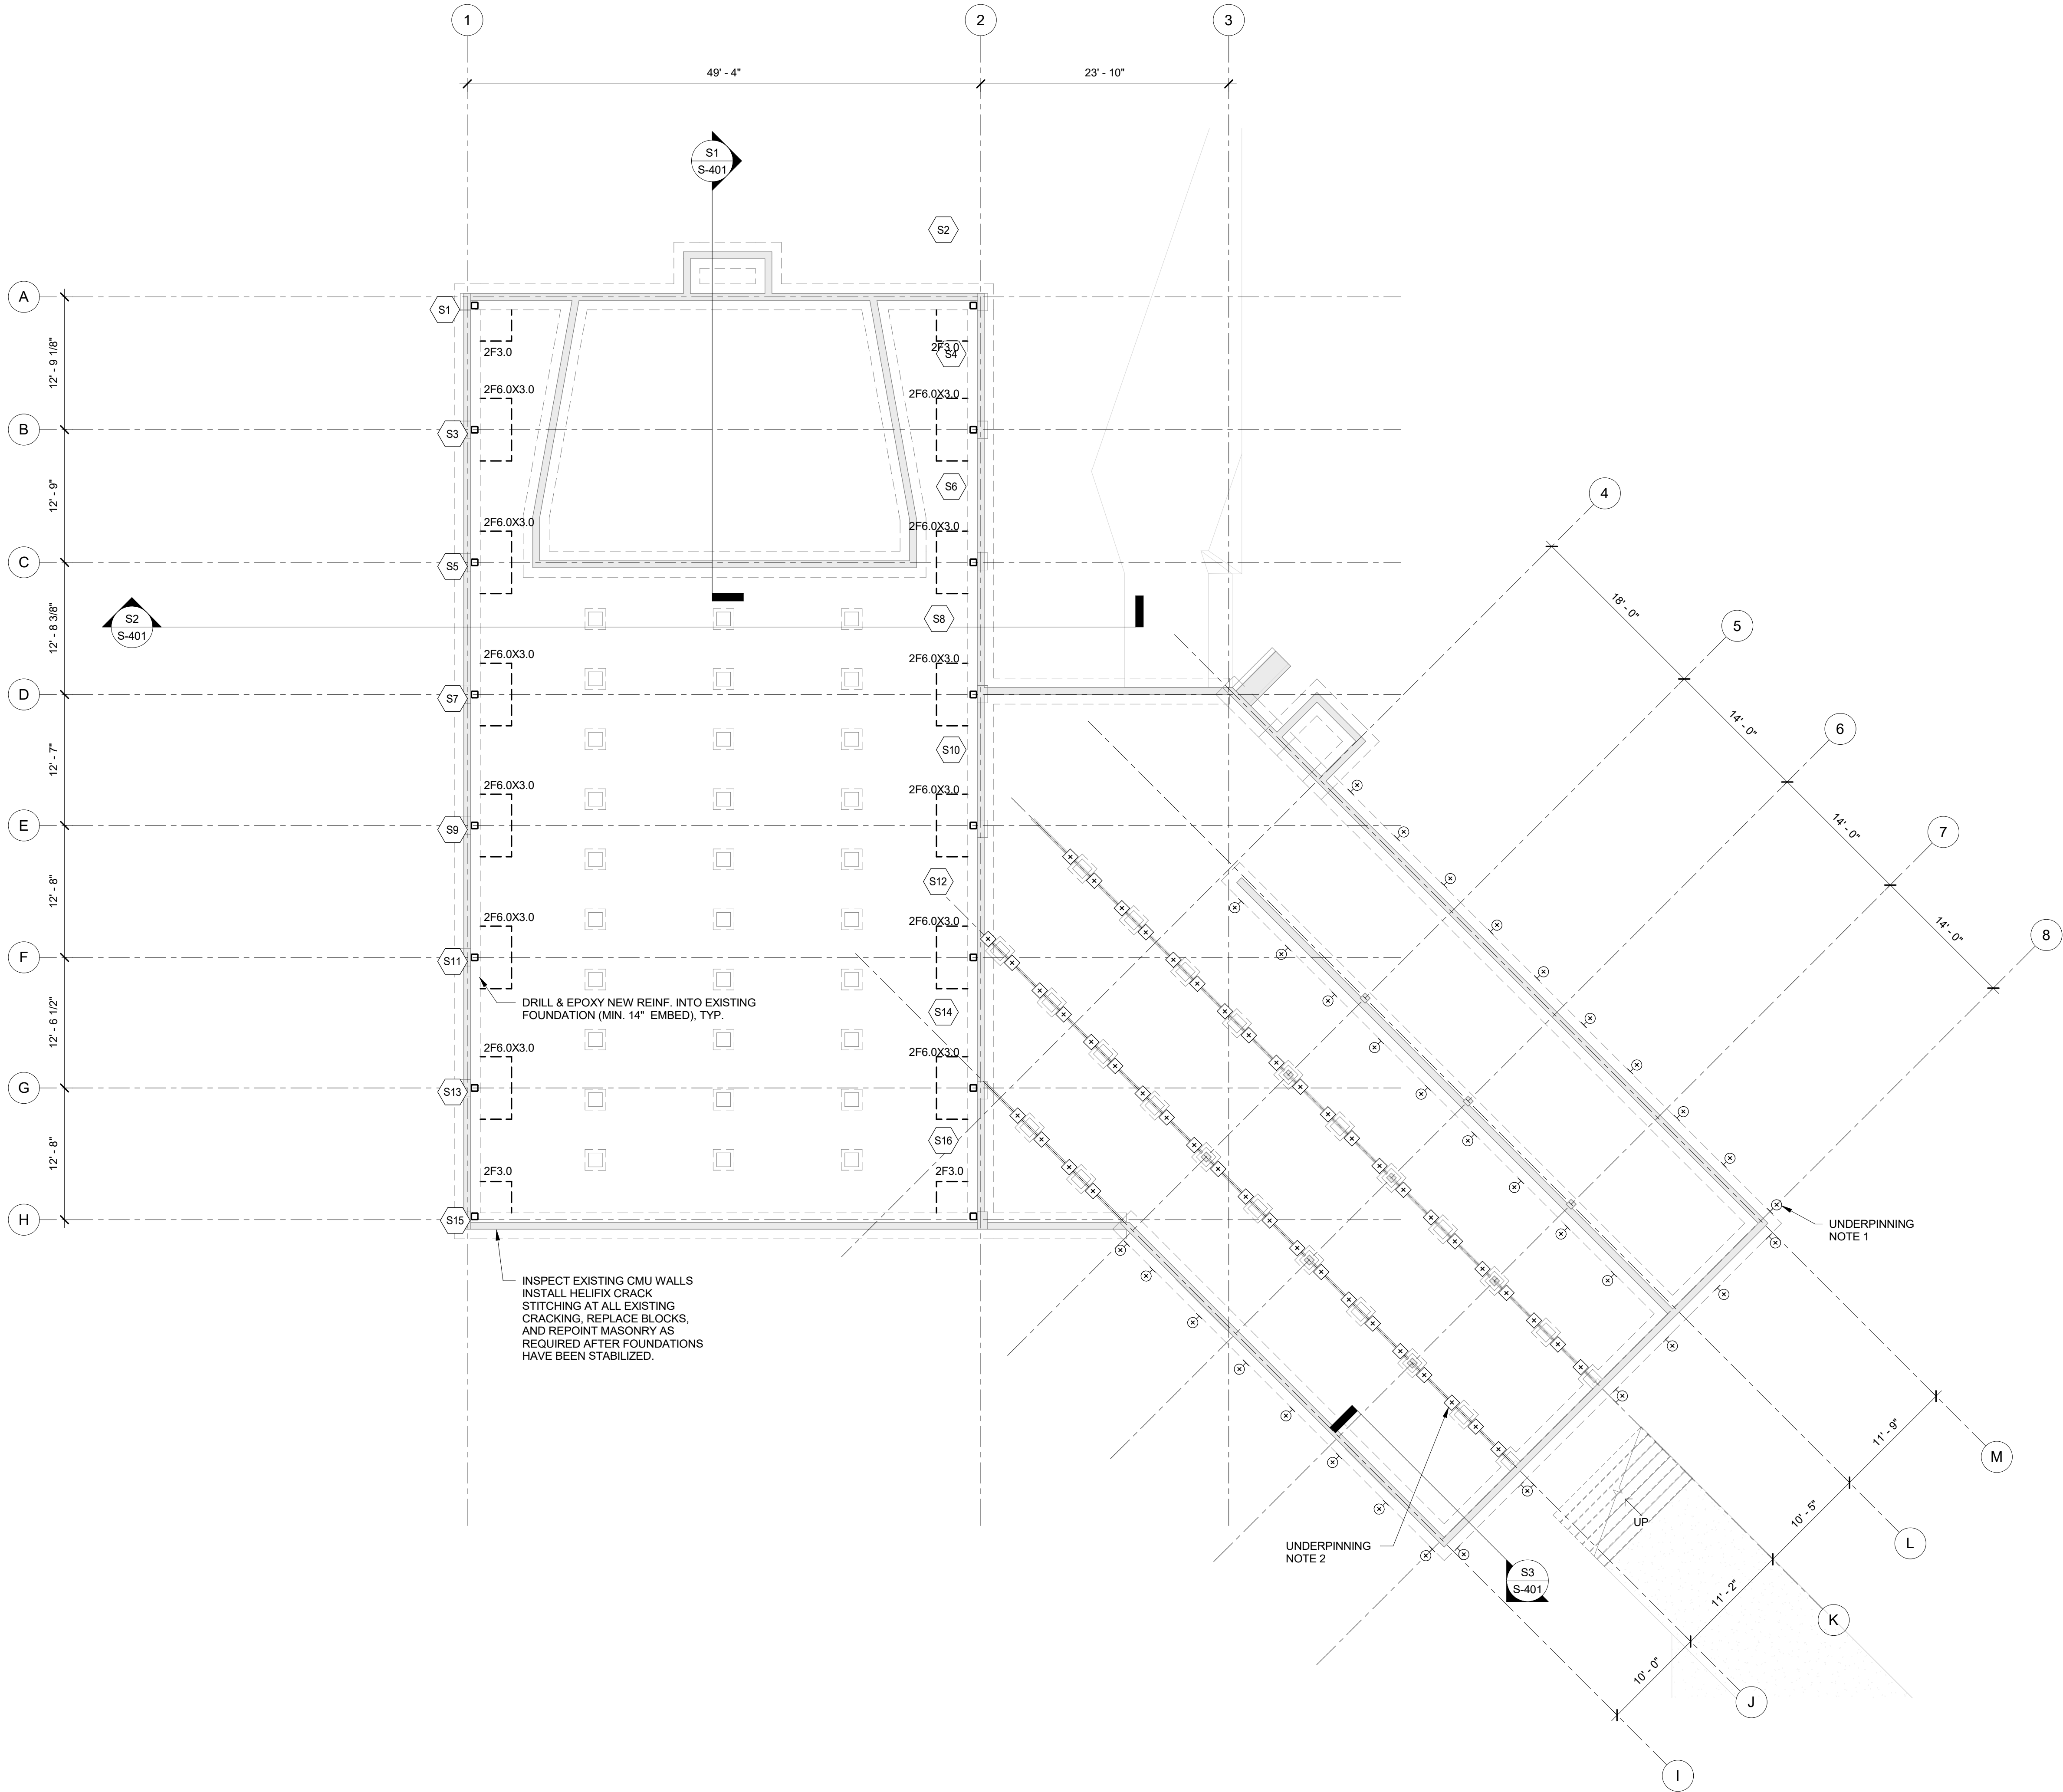 1
2
3
49' - 4"
23' - 10"
S1
S-401
S2
A
S1
12' - 9 1/8"
2F3.0
2F3.0
S4
2F6.0X3.0
2F6.0X3.0
B
S3
12' - 9"
S6
4
2F6.0X3.0
2F6.0X3.0
C
S5
18' - 0"
12' - 8 3/8"
S2
S-401
S8
5
2F6.0X3.0
2F6.0X3.0
D
S7
14' - 0"
6
12' - 7"
S10
2F6.0X3.0
2F6.0X3.0
E
S9
14' - 0"
7
12' - 8"
S12
2F6.0X3.0
2F6.0X3.0
14' - 0"
8
F
S11
DRILL & EPOXY NEW REINF. INTO EXISTING
FOUNDATION (MIN. 14" EMBED), TYP.
12' - 6 1/2"
S14
2F6.0X3.0
2F6.0X3.0
G
S13
12' - 8"
S16
2F3.0
2F3.0
H
S15
UNDERPINNING
NOTE 1
INSPECT EXISTING CMU WALLS
INSTALL HELIFIX CRACK
STITCHING AT ALL EXISTING
CRACKING, REPLACE BLOCKS,
AND REPOINT MASONRY AS
REQUIRED AFTER FOUNDATIONS
HAVE BEEN STABILIZED.
11' - 9"
M
10' - 5"
UP
UNDERPINNING
NOTE 2
L
S3
S-401
11' - 2"
K
10' - 0"
J
I